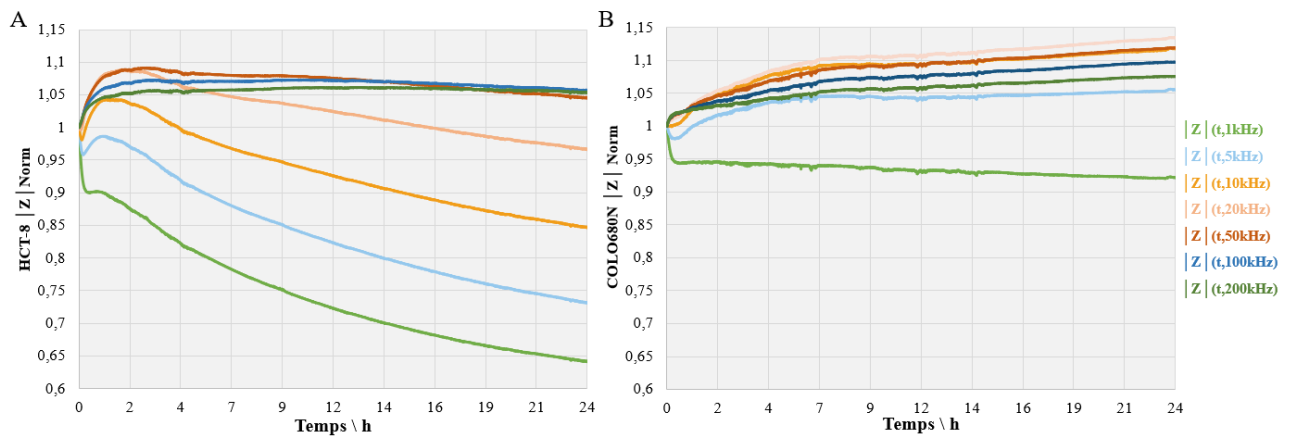 A
1,15
1,1
1,05
1
0,95
0,9
0,85
0,8
0,75
0,7
0,65
0,6
HCT-8 |Z| Norm
0 2 4 7 9 12 14 16 19 21 24
Temps \ h
B
1,15
1,1
1,05
1
0,95
0,9
0,85
0,8
0,75
0,7
0,65
0,6
COLO680N |Z| Norm
0 2 4 7 9 12 14 16 19 21 24
Temps \ h
|Z|(t,1kHz)
|Z|(t,5kHz)
|Z|(t,10kHz)
|Z|(t,20kHz)
|Z|(t,50kHz)
|Z|(t,100kHz)
|Z|(t,200kHz)